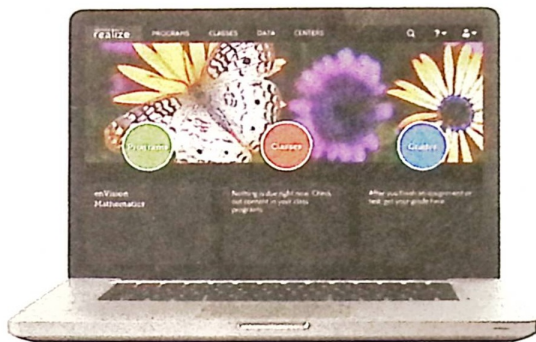 realize
PROGRAMS CLASSES DATA CENTERS
?
Programs
Classes
Grades
enVision
Mathematics
Nothing is due right now. Check
out content in your class
programs.
After you finish an assignment or
test, get your grade here.